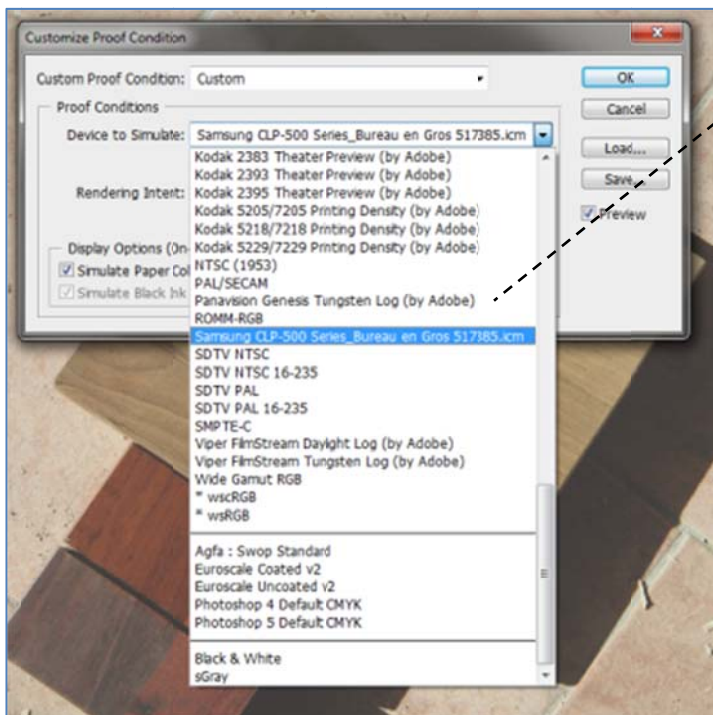 Customize Proof Condition
Custom Proof Condition: Custom
OK
Proof Conditions
Cancel
Device to Simulate: Samsung CLP-500 Series_Bureau en Gros 517385.icm
Load...
Kodak 2383 Theater Preview (by Adobe)
Kodak 2393 Theater Preview (by Adobe)
Save...
Rendering Intent: Kodak 2395 Theater Preview (by Adobe)
Kodak 5205/7205 Printing Density (by Adobe)
Preview
Kodak 5218/7218 Printing Density (by Adobe)
Display Options (On- Kodak 5229/7229 Printing Density (by Adobe)
NTSC (1953)
Simulate Paper Col
PAL/SECAM
Simulate Black Ink
Panavision Genesis Tungsten Log (by Adobe)
ROMM-RGB
Samsung CLP-500 Series_Bureau en Gros 517385.icm
SDTV NTSC
SDTV NTSC 16-235
SDTV PAL
SDTV PAL 16-235
SMPTE-C
Viper FilmStream Daylight Log (by Adobe)
Viper FilmStream Tungsten Log (by Adobe)
Wide Gamut RGB
* wscRGB
* wsRGB
Agfa : Swop Standard
Euroscale Coated v2
Euroscale Uncoated v2
Photoshop 4 Default CMYK
Photoshop 5 Default CMYK
Black & White
sGray